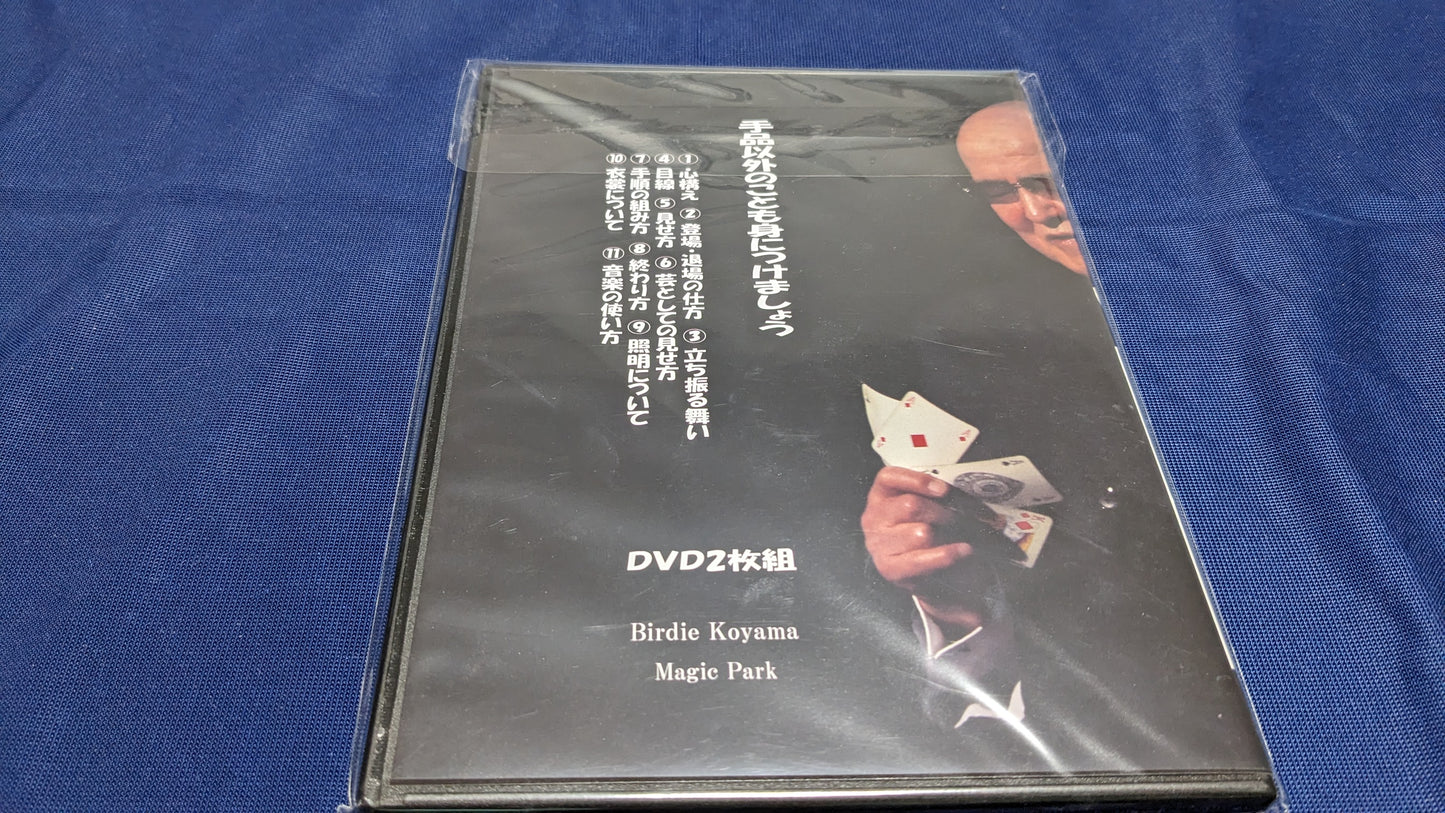 手品以外のことも身につけましょう
①心構え ②登場・退場の仕方 ③立ち振る舞い
④目線 ⑤見せ方 ⑥芸としての見せ方
⑦手順の組み方 ⑧終わり方 ⑨照明について
⑩衣裳について ⑪音楽の使い方
DVD2枚組
Birdie Koyama
Magic Park